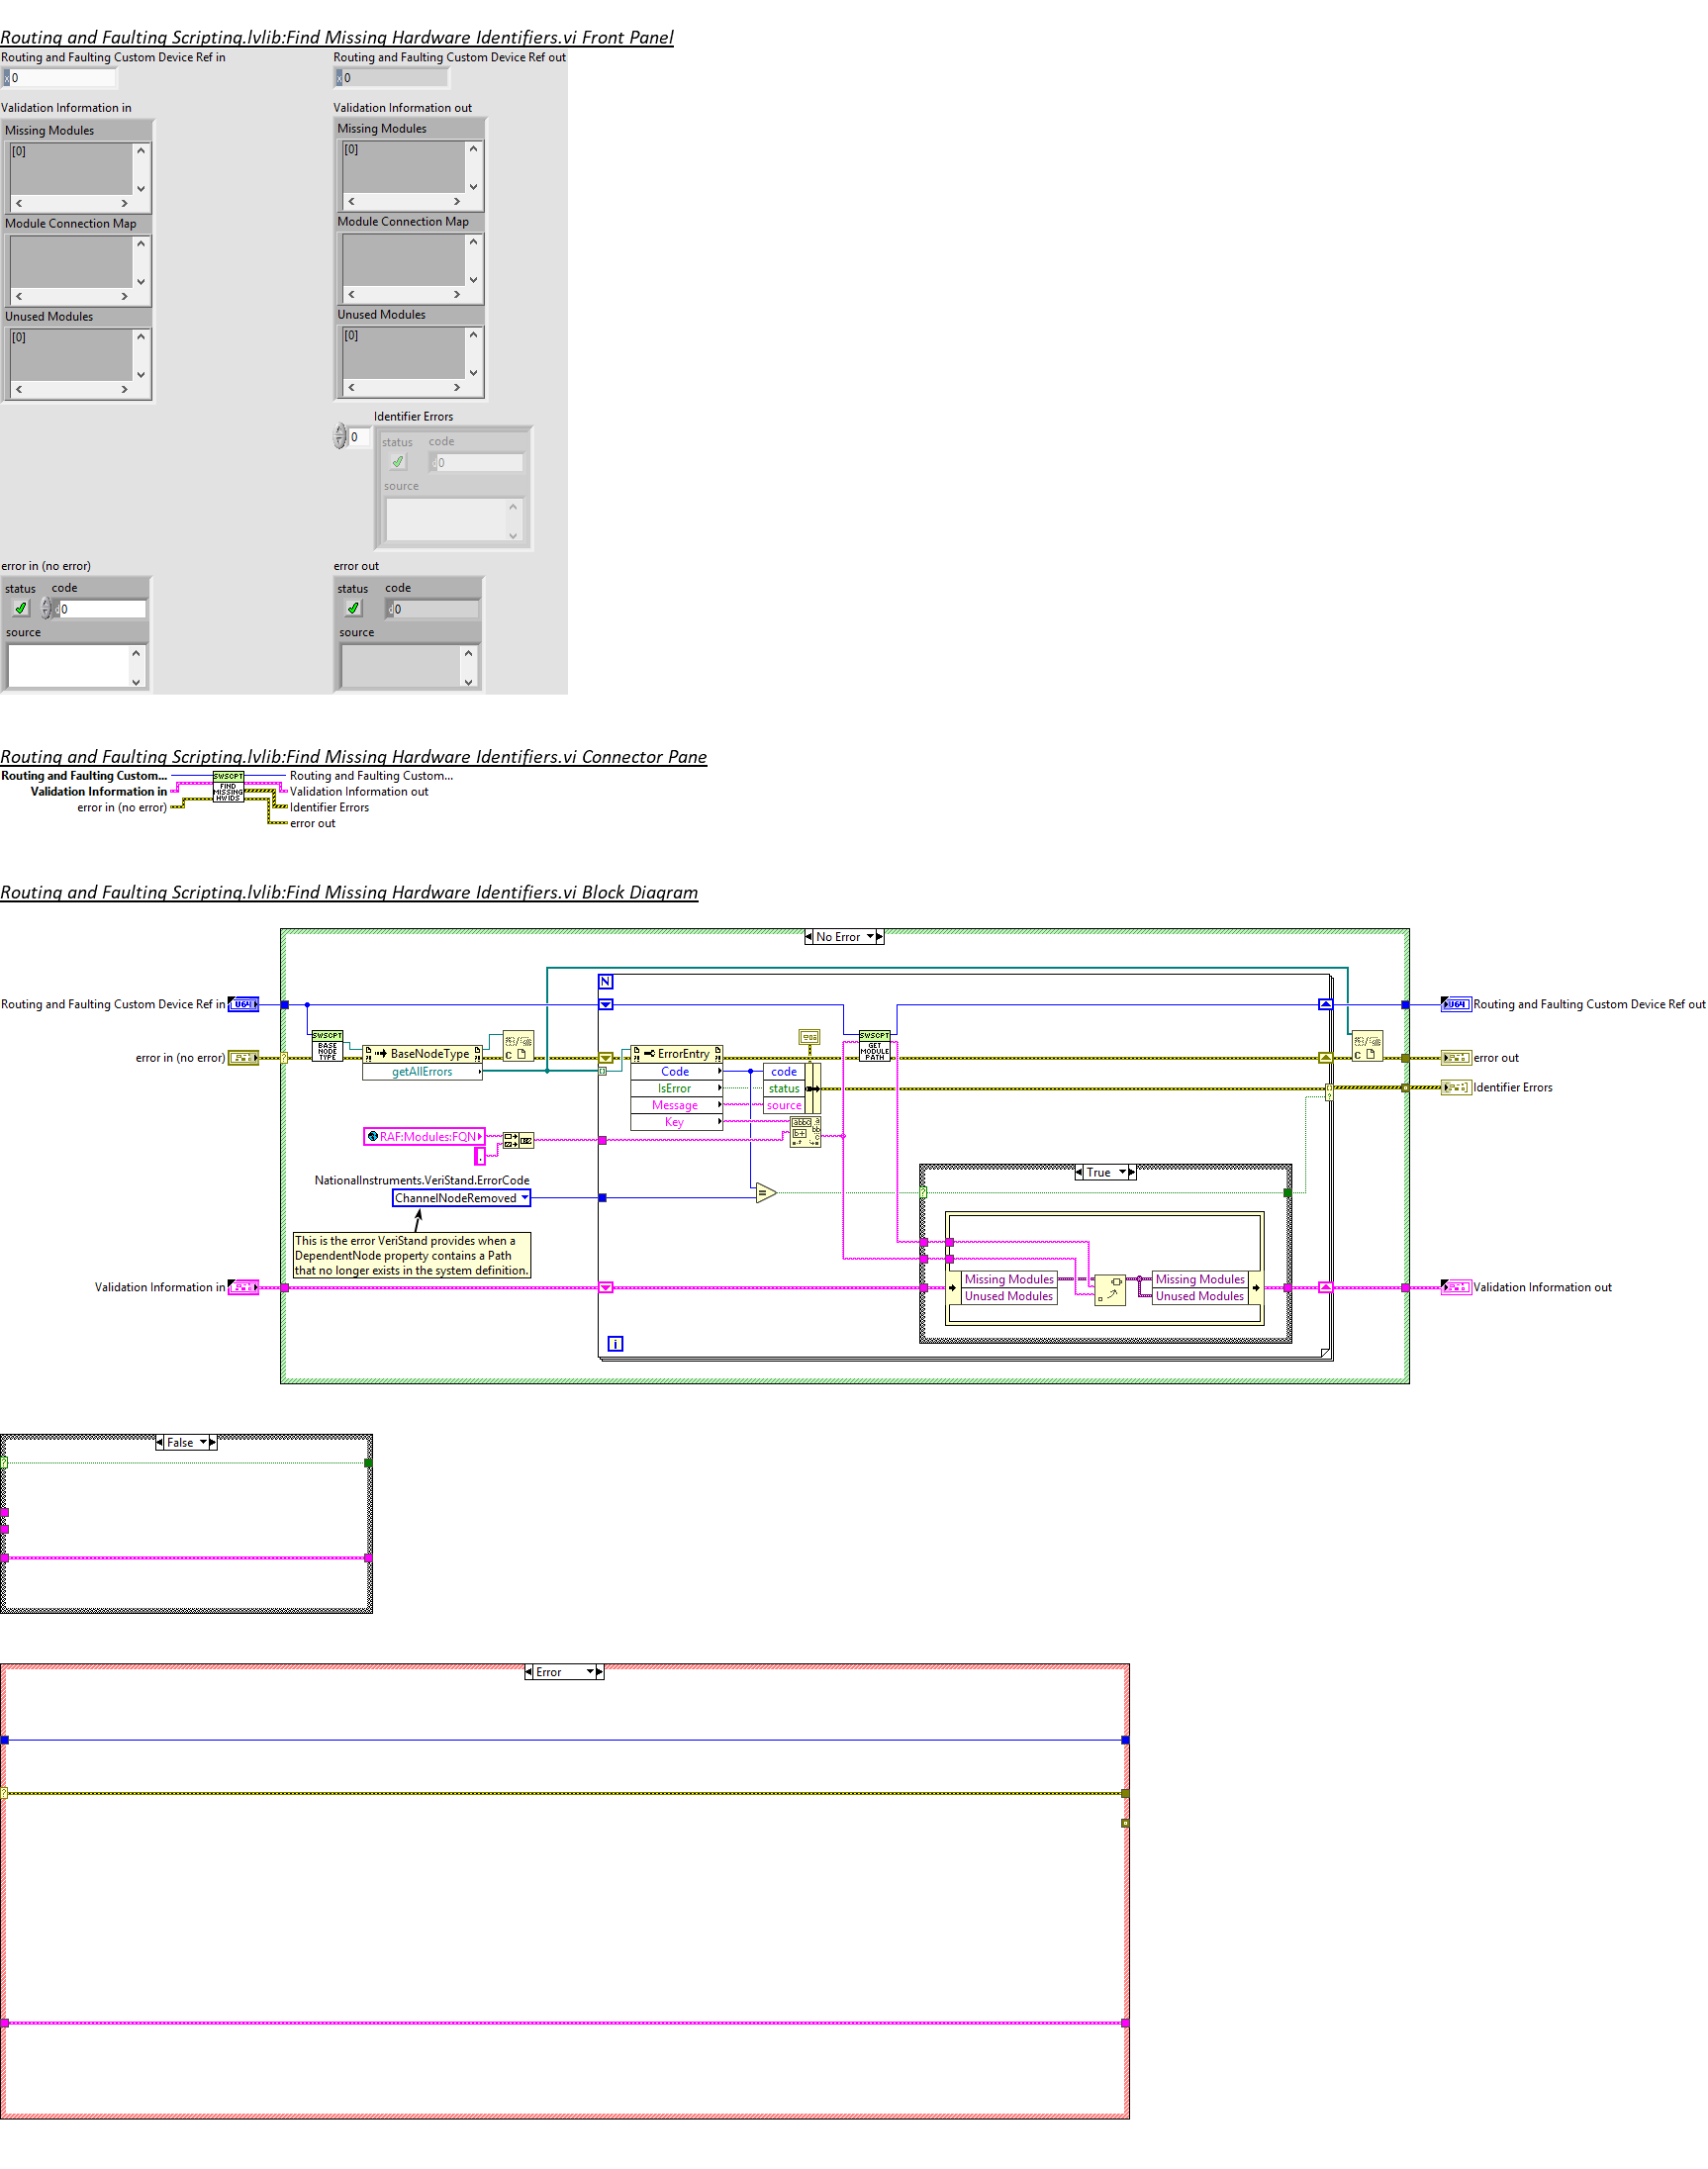 Routing and Faulting Scripting.lvlib:Find Missing Hardware Identifiers.vi Front Panel
Routing and Faulting Custom Device Ref in
x 0
Routing and Faulting Custom Device Ref out
x 0
Validation Information in
Missing Modules
[0]
Module Connection Map
Unused Modules
[0]
Validation Information out
Missing Modules
[0]
Module Connection Map
Unused Modules
[0]
Identifier Errors
0
status code
d 0
source
error in (no error)
status code
d 0
source
error out
status code
d 0
source
Routing and Faulting Scripting.lvlib:Find Missing Hardware Identifiers.vi Connector Pane
Routing and Faulting Custom...
Validation Information in
error in (no error)
SWSCPT
FIND
MISSING
HWIDS
Routing and Faulting Custom...
Validation Information out
Identifier Errors
error out
Routing and Faulting Scripting.lvlib:Find Missing Hardware Identifiers.vi Block Diagram
No Error
N
Routing and Faulting Custom Device Ref in
U64
U64
Routing and Faulting Custom Device Ref out
error in (no error)
SWSCPT
BASE
NODE
TYPE
BaseNodeType
getAllErrors
C
ErrorEntry
Code
IsError
Message
Key
code
status
source
SWSCPT
GET
MODULE
PATH
C
error out
Identifier Errors
RAF:Modules:FQN
.
NationalInstruments.VeriStand.ErrorCode
ChannelNodeRemoved
=
True
This is the error VeriStand provides when a
DependentNode property contains a Path
that no longer exists in the system definition.
Validation Information in
Missing Modules
Unused Modules
Missing Modules
Unused Modules
Validation Information out
i
False
Error